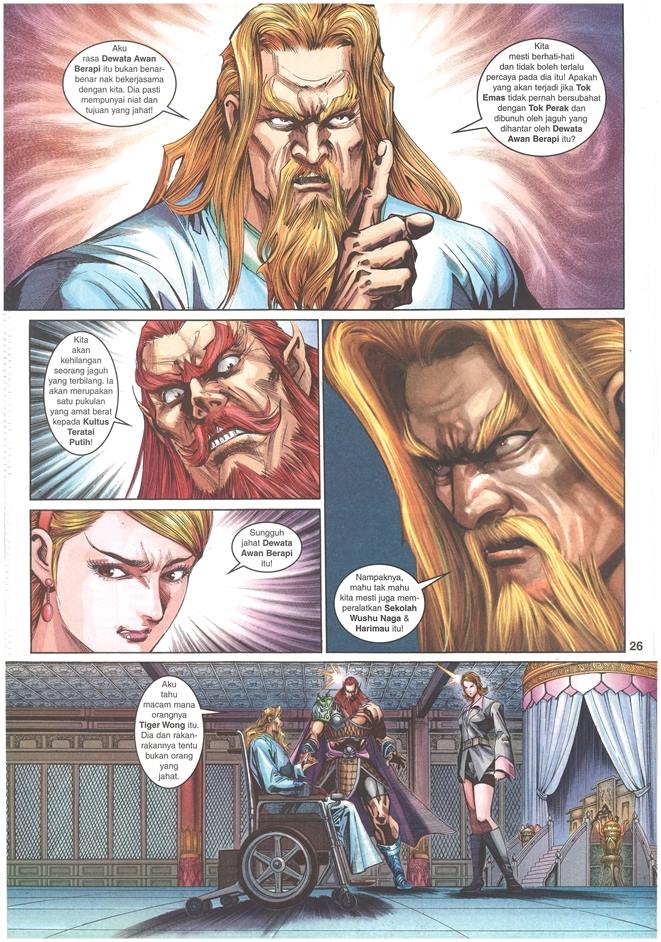 Aku
rasa Dewata Awan
Berapi itu bukan benar-
benar nak bekerjasama
dengan kita. Dia pasti
mempunyai niat dan
tujuan yang jahat!
Kita
mesti berhati-hati
dan tidak boleh terlalu
percaya pada dia itu! Apakah
yang akan terjadi jika Tok
Emas tidak pernah bersubahat
dengan Tok Perak dan
dibunuh oleh jaguh yang
dihantar oleh Dewata
Awan Berapi itu?
Kita
akan
kehilangan
seorang jaguh
yang terbilang. Ia
akan merupakan
satu pukulan
yang amat berat
kepada Kultus
Teratai
Putih!
Sungguh
jahat Dewata
Awan Berapi
itu!
Nampaknya,
mahu tak mahu
kita mesti juga mem-
peralatkan Sekolah
Wushu Naga &
Harimau itu!
26
Aku
tahu
macam mana
orangnya
Tiger Wong itu.
Dia dan rakan-
rakannya tentu
bukan orang
yang
jahat.